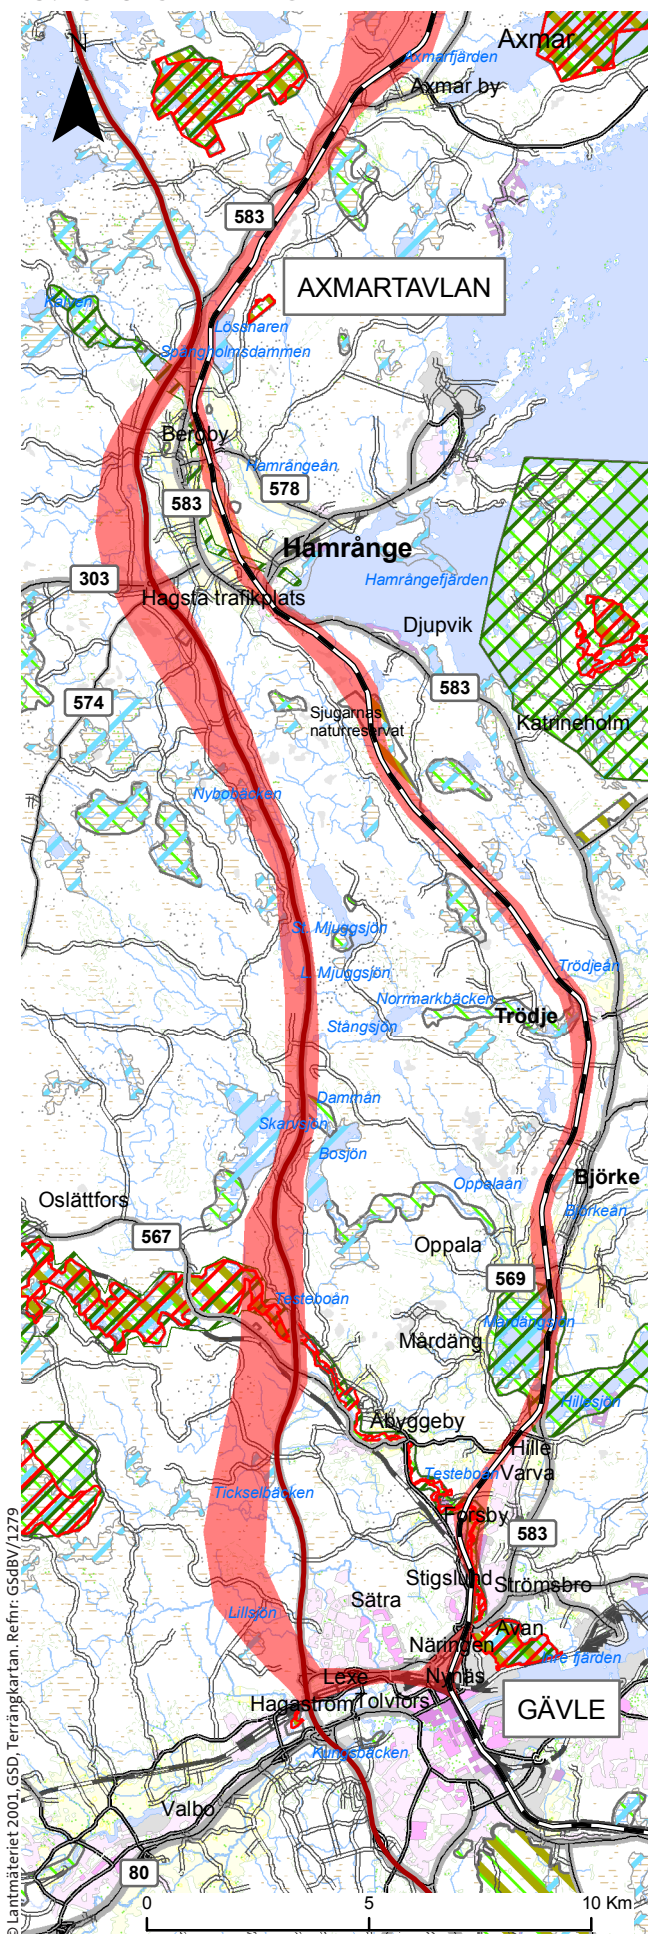 N
Axmar
Axmarfjärden
Axmar by
583
AXMARTAVLAN
Kalven
Lössnaren
Spångholmsdammen
Bergby
Hamrångeån
578
583
Hamrånge
Hamrångefjärden
303
Hagsta trafikplats
Djupvik
583
574
Sjugarnas
naturreservat
Katrineholm
Nybobäcken
St. Mjuggsjön
Trödjeån
L. Mjuggsjön
Norrmarkbäcken
Trödje
Stångsjön
Damman
Skarvsjön
Bosjön
Björke
Oppalaån
Oslättfors
Björkeån
567
Oppala
569
Testeboån
Mårdängsjön
Mårdäng
Hillesjön
Åbyggeby
Hille
Testeboån
Varva
Tickselbäcken
Forsby
583
Stigslund
Strömsbro
Sätra
Lillsjön
Avan
Näringen
Inre fjärden
Lexe
Nynäs
Hagaström
Tolvfors
GÄVLE
Kungsbäcken
Valbo
80
0
5
10 Km
© Lantmäteriet 2001, GSD, Terrängkartan. Refnr: GSdBV/1279